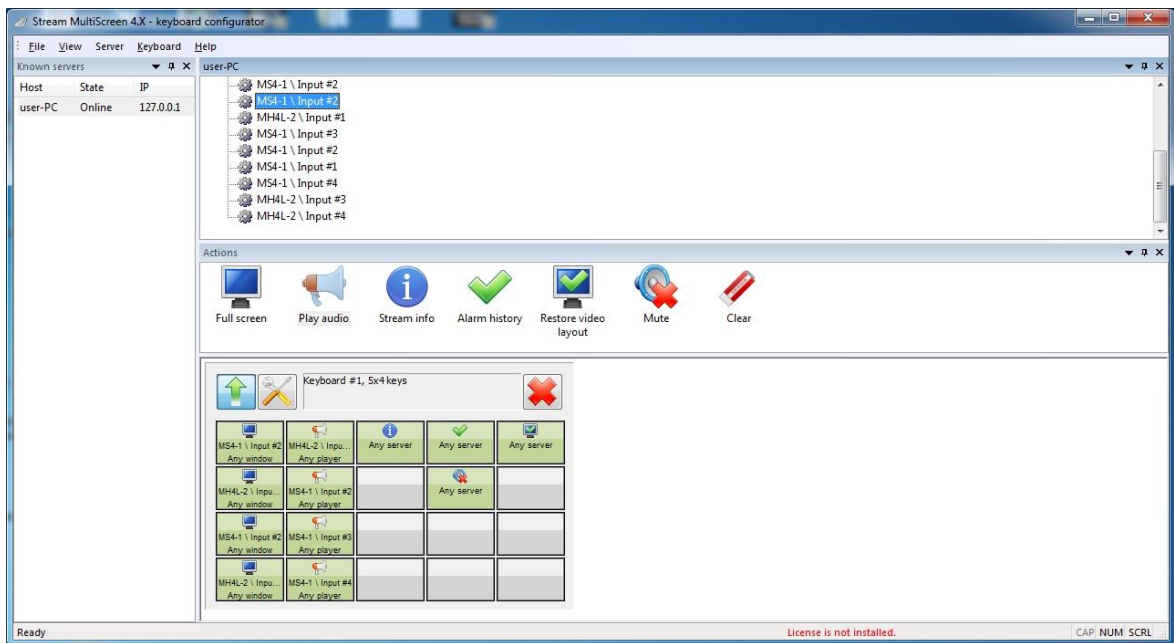 Stream MultiScreen 4.X - keyboard configurator
File View Server Keyboard Help
Known servers
Host State IP
user-PC Online 127.0.0.1
user-PC
MS4-1 \ Input #2
MS4-1 \ Input #2
MH4L-2 \ Input #1
MS4-1 \ Input #3
MS4-1 \ Input #2
MS4-1 \ Input #1
MS4-1 \ Input #4
MH4L-2 \ Input #3
MH4L-2 \ Input #4
Actions
Full screen Play audio Stream info Alarm history Restore video layout Mute Clear
Keyboard #1, 5x4 keys
MS4-1 \ Input #2 MH4L-2 \ Inpu... Any server Any server Any server
Any window Any player
MH4L-2 \ Inpu... MS4-1 \ Input #2 Any server
Any window Any player
MS4-1 \ Input #2 MS4-1 \ Input #3
Any window Any player
MH4L-2 \ Inpu... MS4-1 \ Input #4
Any window Any player
Ready License is not installed. CAP NUM SCRL